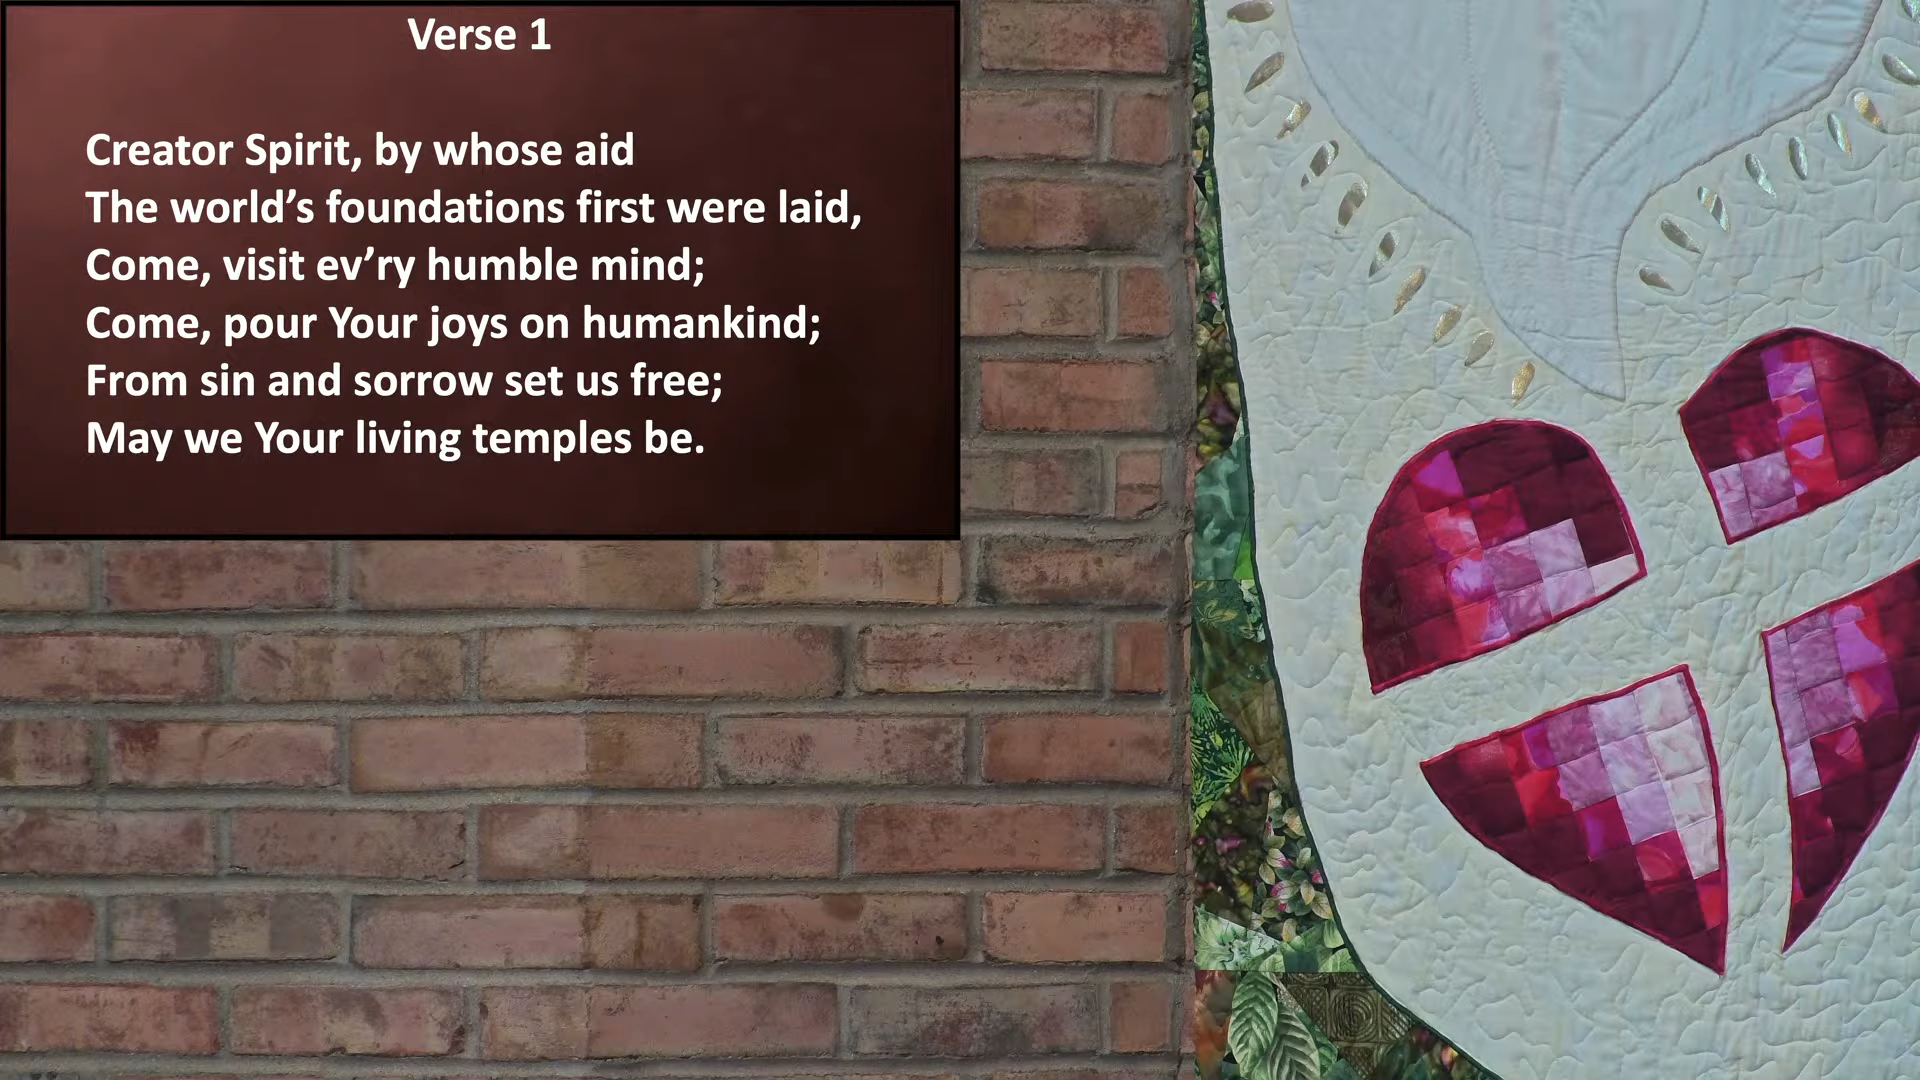 Verse 1
Creator Spirit, by whose aid
The world’s foundations first were laid,
Come, visit ev’ry humble mind;
Come, pour Your joys on humankind;
From sin and sorrow set us free;
May we Your living temples be.